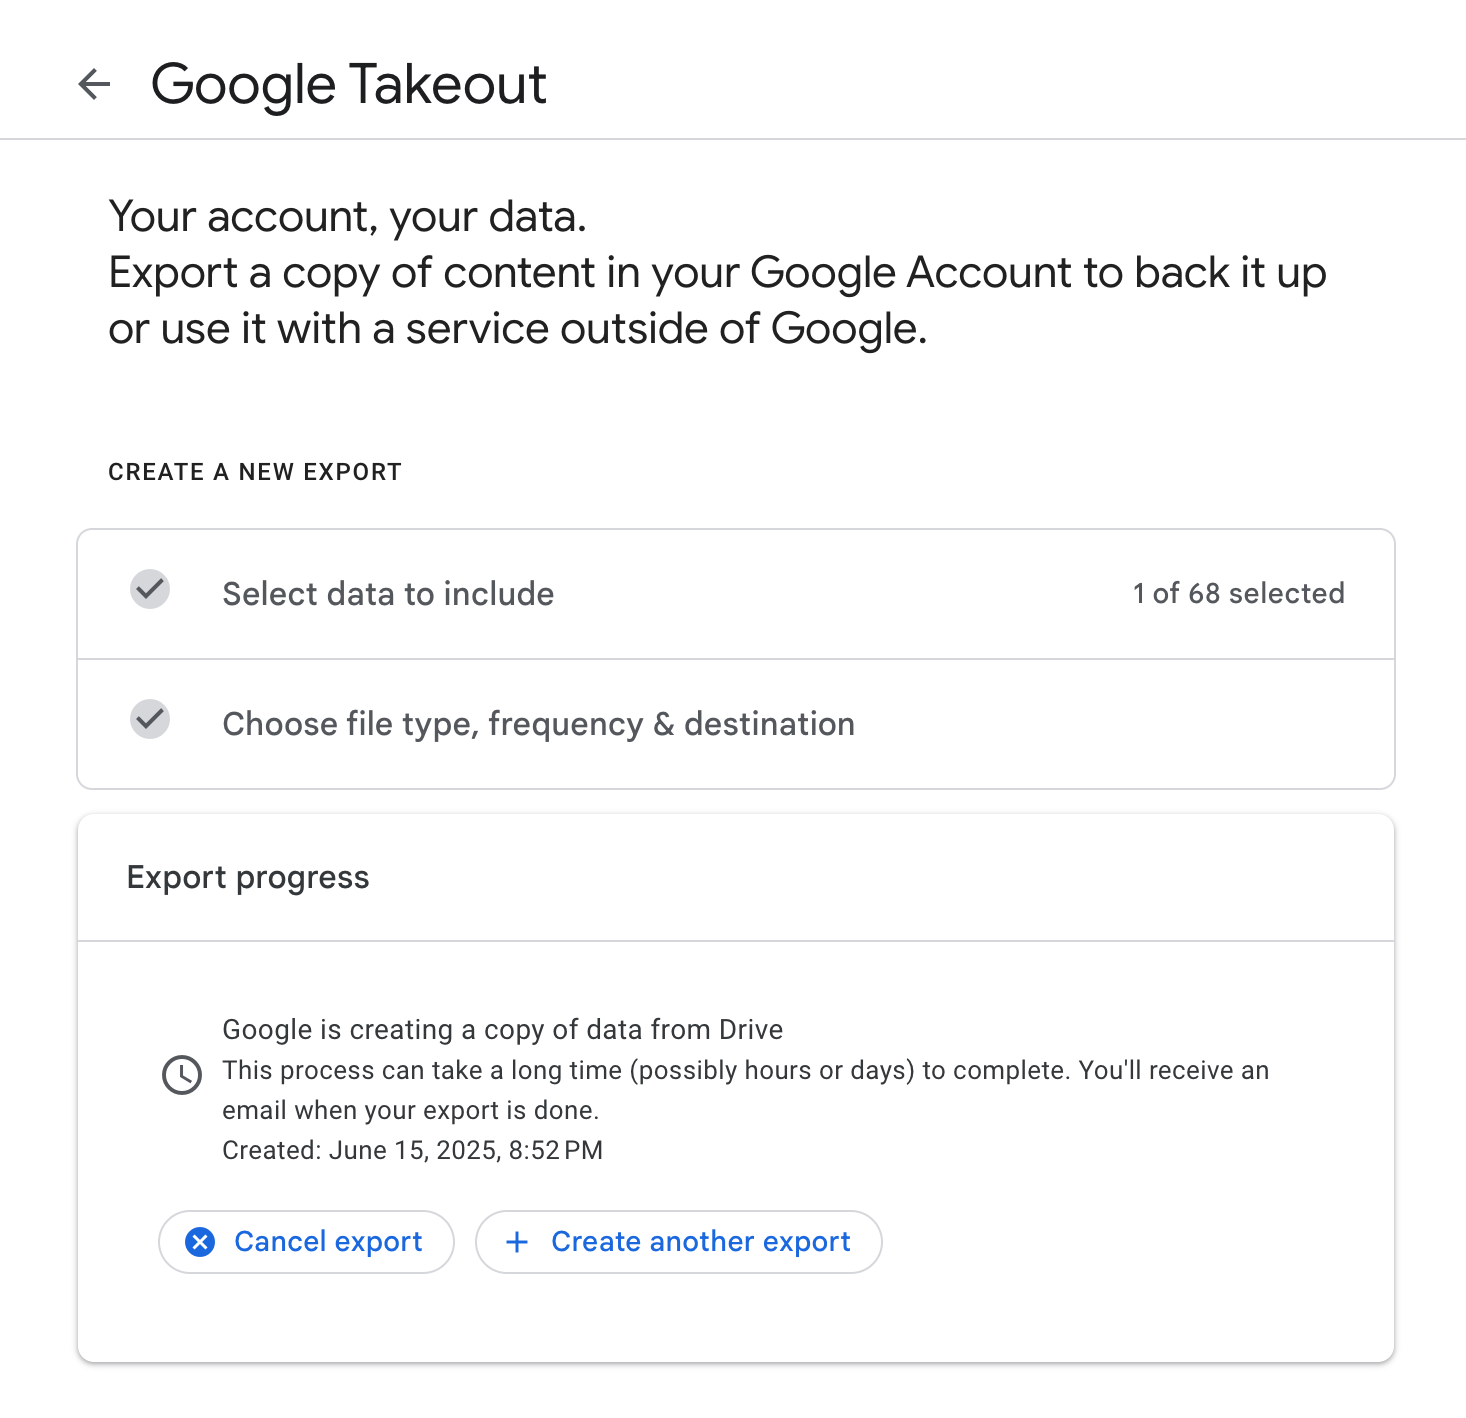 Google Takeout
Your account, your data.
Export a copy of content in your Google Account to back it up
or use it with a service outside of Google.
CREATE A NEW EXPORT
Select data to include
1 of 68 selected
Choose file type, frequency & destination
Export progress
Google is creating a copy of data from Drive
This process can take a long time (possibly hours or days) to complete. You'll receive an
email when your export is done.
Created: June 15, 2025, 8:52 PM
Cancel export
Create another export